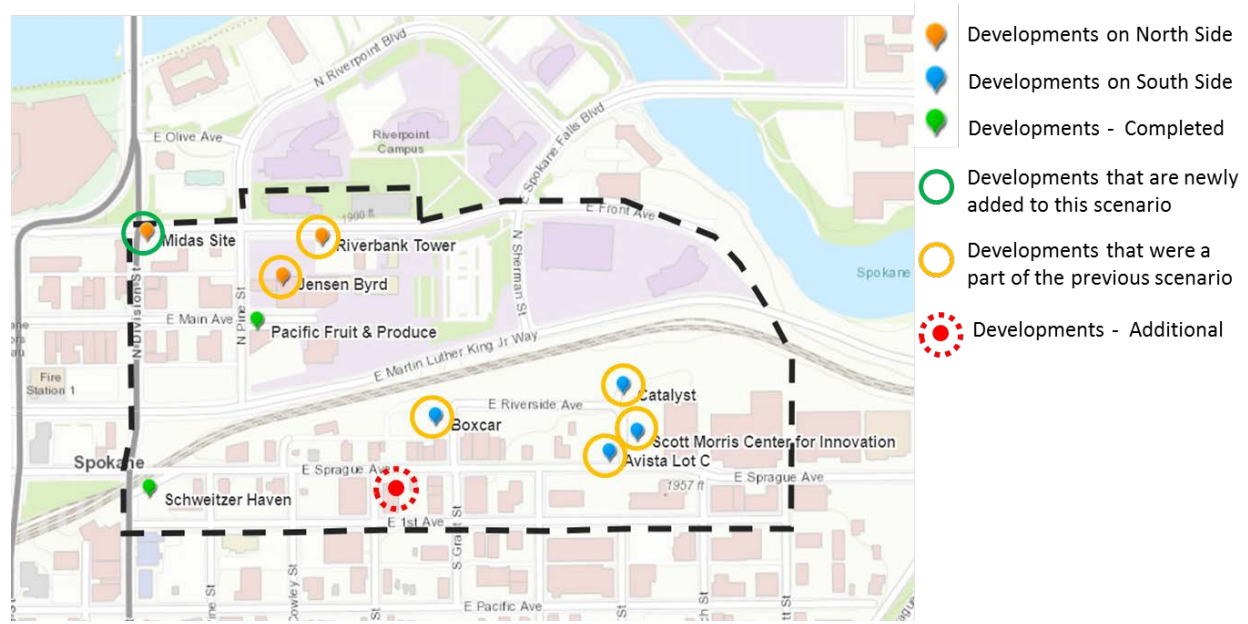 N Riverpoint Blvd
E Olive Ave
Riverpoint
Campus
E Spokane Falls Blvd
1900 ft
E Front Ave
Midas Site
Riverbank Tower
Jensen Byrd
N Division St
N Pine St
N Sherman St
Spokane
E Main Ave
Pacific Fruit & Produce
E Martin Luther King Jr Way
Fire
Station 1
Catalyst
E Riverside Ave
Boxcar
Scott Morris Center for Innovation
Avista Lot C
Spokane
E Sprague Ave
E Sprague Ave
1957 ft
Schweitzer Haven
E 1st Ave
S Grant St
E Pacific Ave
Cowley St
St
St
Developments on North Side
Developments on South Side
Developments - Completed
Developments that are newly
added to this scenario
Developments that were a
part of the previous scenario
Developments - Additional